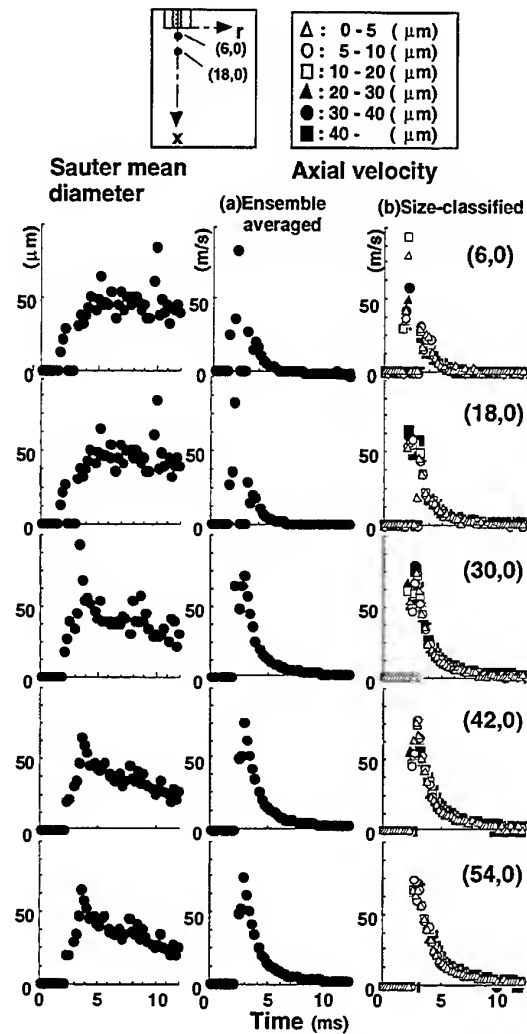 r
(6,0)
(18,0)
x
△ : 0 - 5 ( μm)
○ : 5 - 10 ( μm)
□ : 10 - 20 ( μm)
▲ : 20 - 30 ( μm)
● : 30 - 40 ( μm)
■ : 40 - ( μm)
Sauter mean diameter
Axial velocity
(a)Ensemble averaged
(b)Size-classified
(μm)
(m/s)
(m/s)
50
0
50
0
50
0
(6,0)
50
0
50
0
50
0
(18,0)
50
0
50
0
50
0
(30,0)
50
0
50
0
50
0
(42,0)
50
0
50
0
50
0
(54,0)
0 5 10
0 5 10
0 5 10
Time (ms)